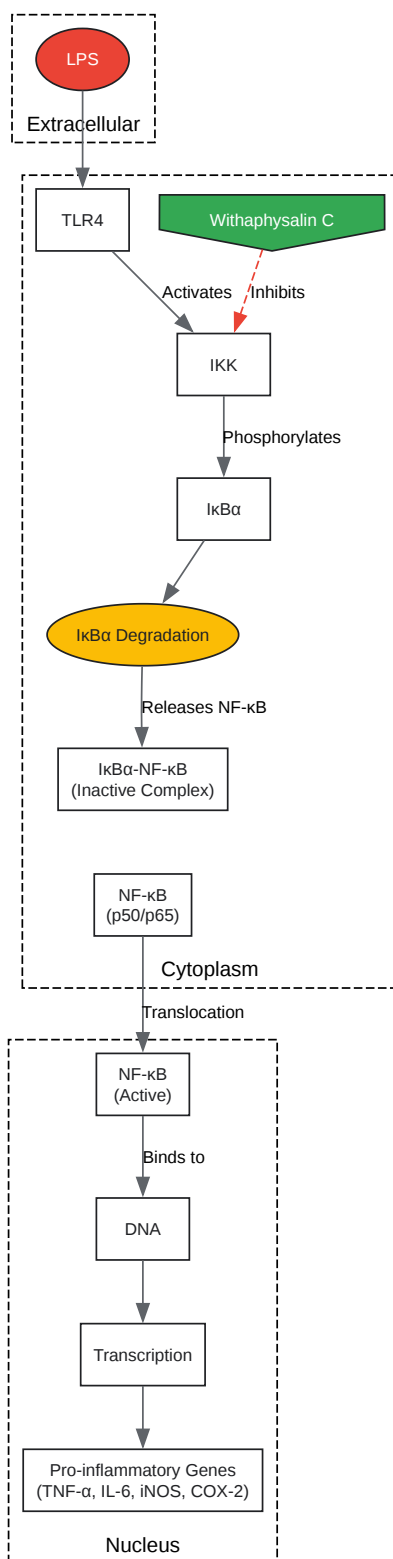 LPS
Extracellular
TLR4
Withaphysalin C
Activates
Inhibits
IKK
Phosphorylates
IκBα
IκBα Degradation
Releases NF-κB
IκBα-NF-κB
(Inactive Complex)
NF-κB
(p50/p65)
Cytoplasm
Translocation
NF-κB
(Active)
Binds to
DNA
Transcription
Pro-inflammatory Genes
(TNF-α, IL-6, iNOS, COX-2)
Nucleus